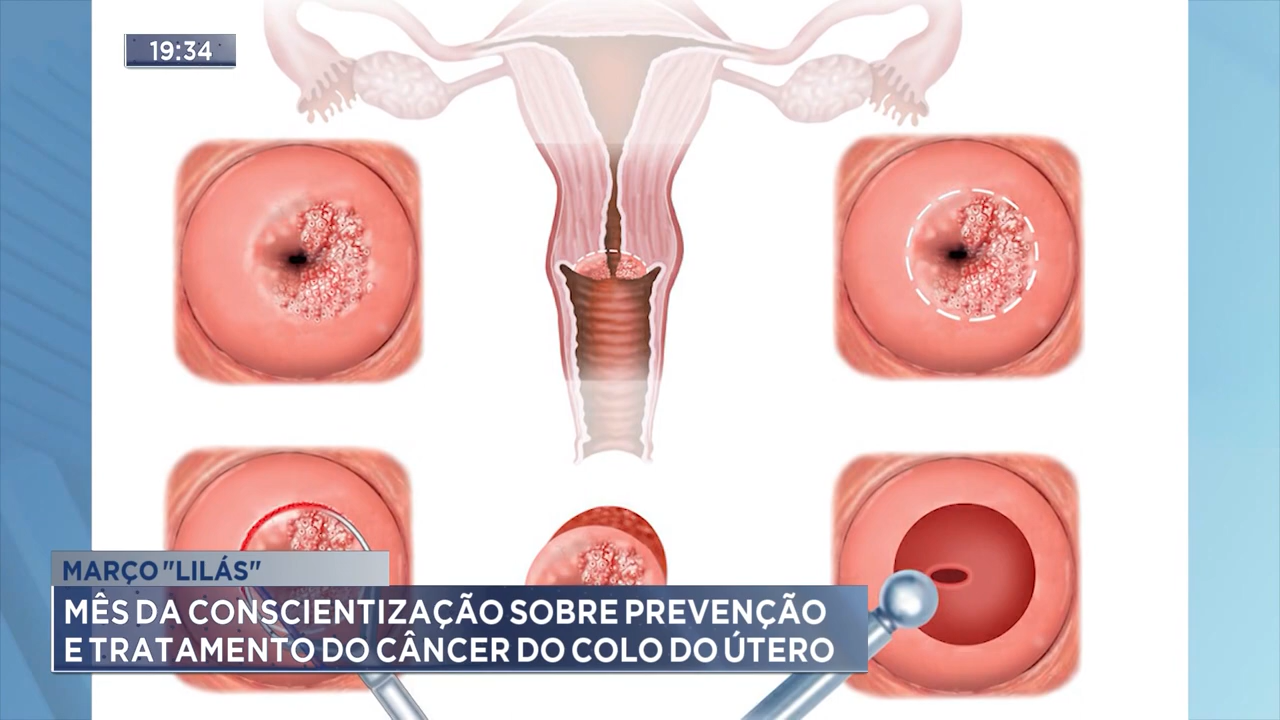 19:34
MARÇO "LILÁS"
MÊS DA CONSCIENTIZAÇÃO SOBRE PREVENÇÃO
E TRATAMENTO DO CÂNCER DO COLO DO ÚTERO